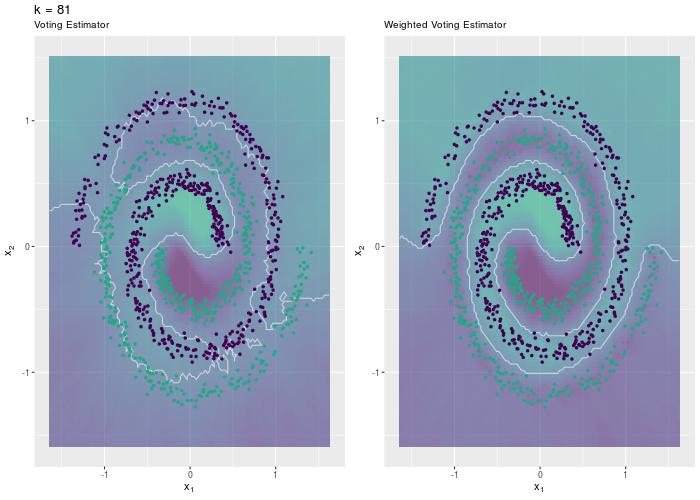 k = 81
Voting Estimator
Weighted Voting Estimator
1
0
-1
x2
-1
0
1
x1
1
0
-1
x2
-1
0
1
x1